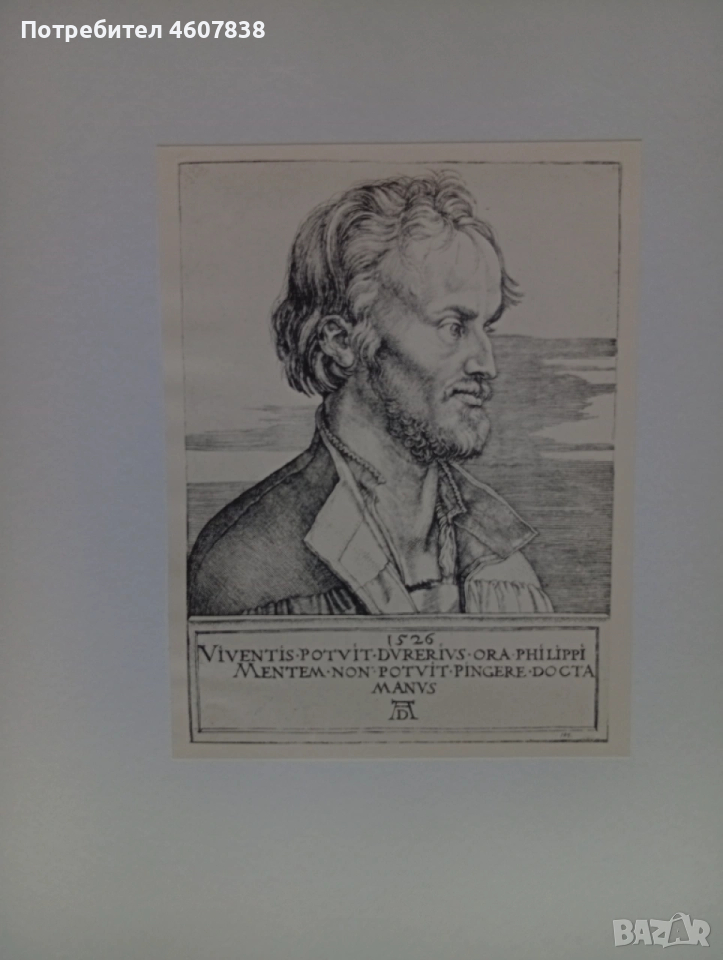 Потребител 4607838
1526
VIVENTIS·POTVIT·DVRERIVS·ORA·PHILIPPI
MENTEM·NON·POTVIT·PINGERE·DOCTA
MANVS
AD
BAZAR